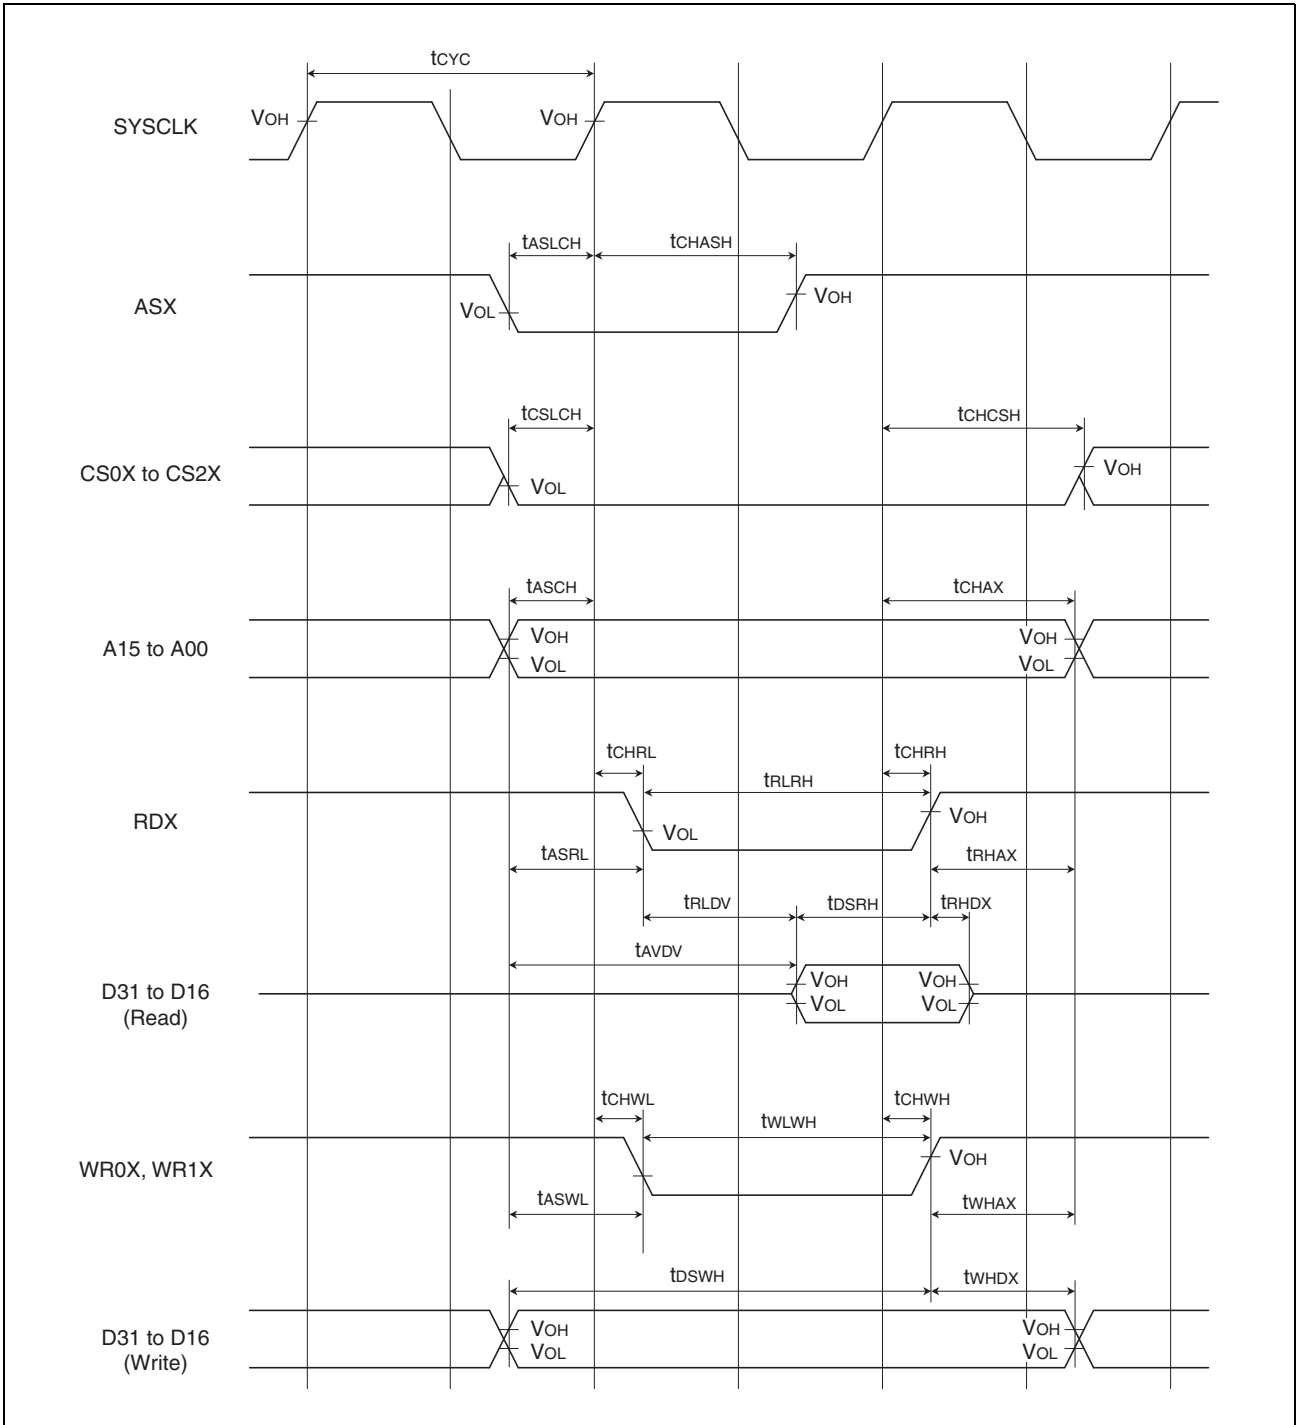 tCYC
SYSCLK
VOH
VOH
tASLCH
tCHASH
ASX
VOL
VOH
tCSLCH
tCHCSH
CS0X to CS2X
VOL
VOH
tASCH
tCHAX
A15 to A00
VOH
VOL
VOH
VOL
tCHRL
tCHRH
tRLRH
RDX
VOL
VOH
tASRL
tRHAX
tRLDV
tDSRH
tRHDX
tAVDV
D31 to D16
(Read)
VOH
VOL
VOH
VOL
tCHWL
tCHWH
tWLWH
WR0X, WR1X
VOH
tASWL
tWHAX
tDSWH
tWHDX
D31 to D16
(Write)
VOH
VOL
VOH
VOL